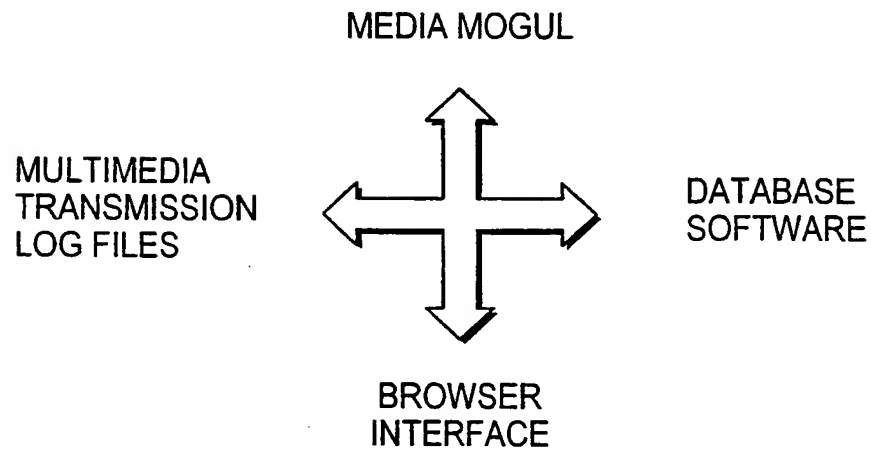 MEDIA MOGUL
MULTIMEDIA
TRANSMISSION
LOG FILES
DATABASE
SOFTWARE
BROWSER
INTERFACE